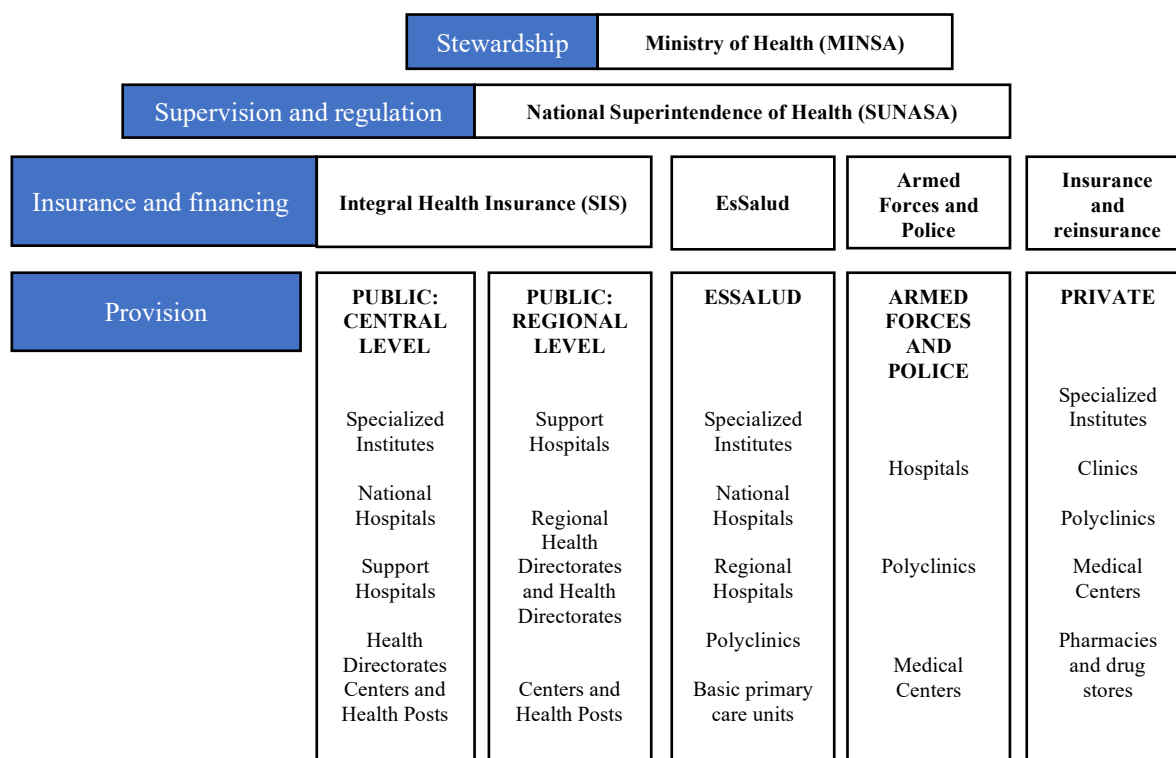 Stewardship
Ministry of Health (MINSA)
Supervision and regulation
National Superintendence of Health (SUNASA)
Insurance and financing
Integral Health Insurance (SIS)
EsSalud
Armed
Forces and
Police
Insurance
and
reinsurance
Provision
PUBLIC:
CENTRAL
LEVEL
Specialized
Institutes
National
Hospitals
Support
Hospitals
Health
Directorates
Centers and
Health Posts
PUBLIC:
REGIONAL
LEVEL
Support
Hospitals
Regional
Health
Directorates
and Health
Directorates
Centers and
Health Posts
ESSALUD
Specialized
Institutes
National
Hospitals
Regional
Hospitals
Polyclinics
Basic primary
care units
ARMED
FORCES
AND
POLICE
Hospitals
Polyclinics
Medical
Centers
PRIVATE
Specialized
Institutes
Clinics
Polyclinics
Medical
Centers
Pharmacies
and drug
stores